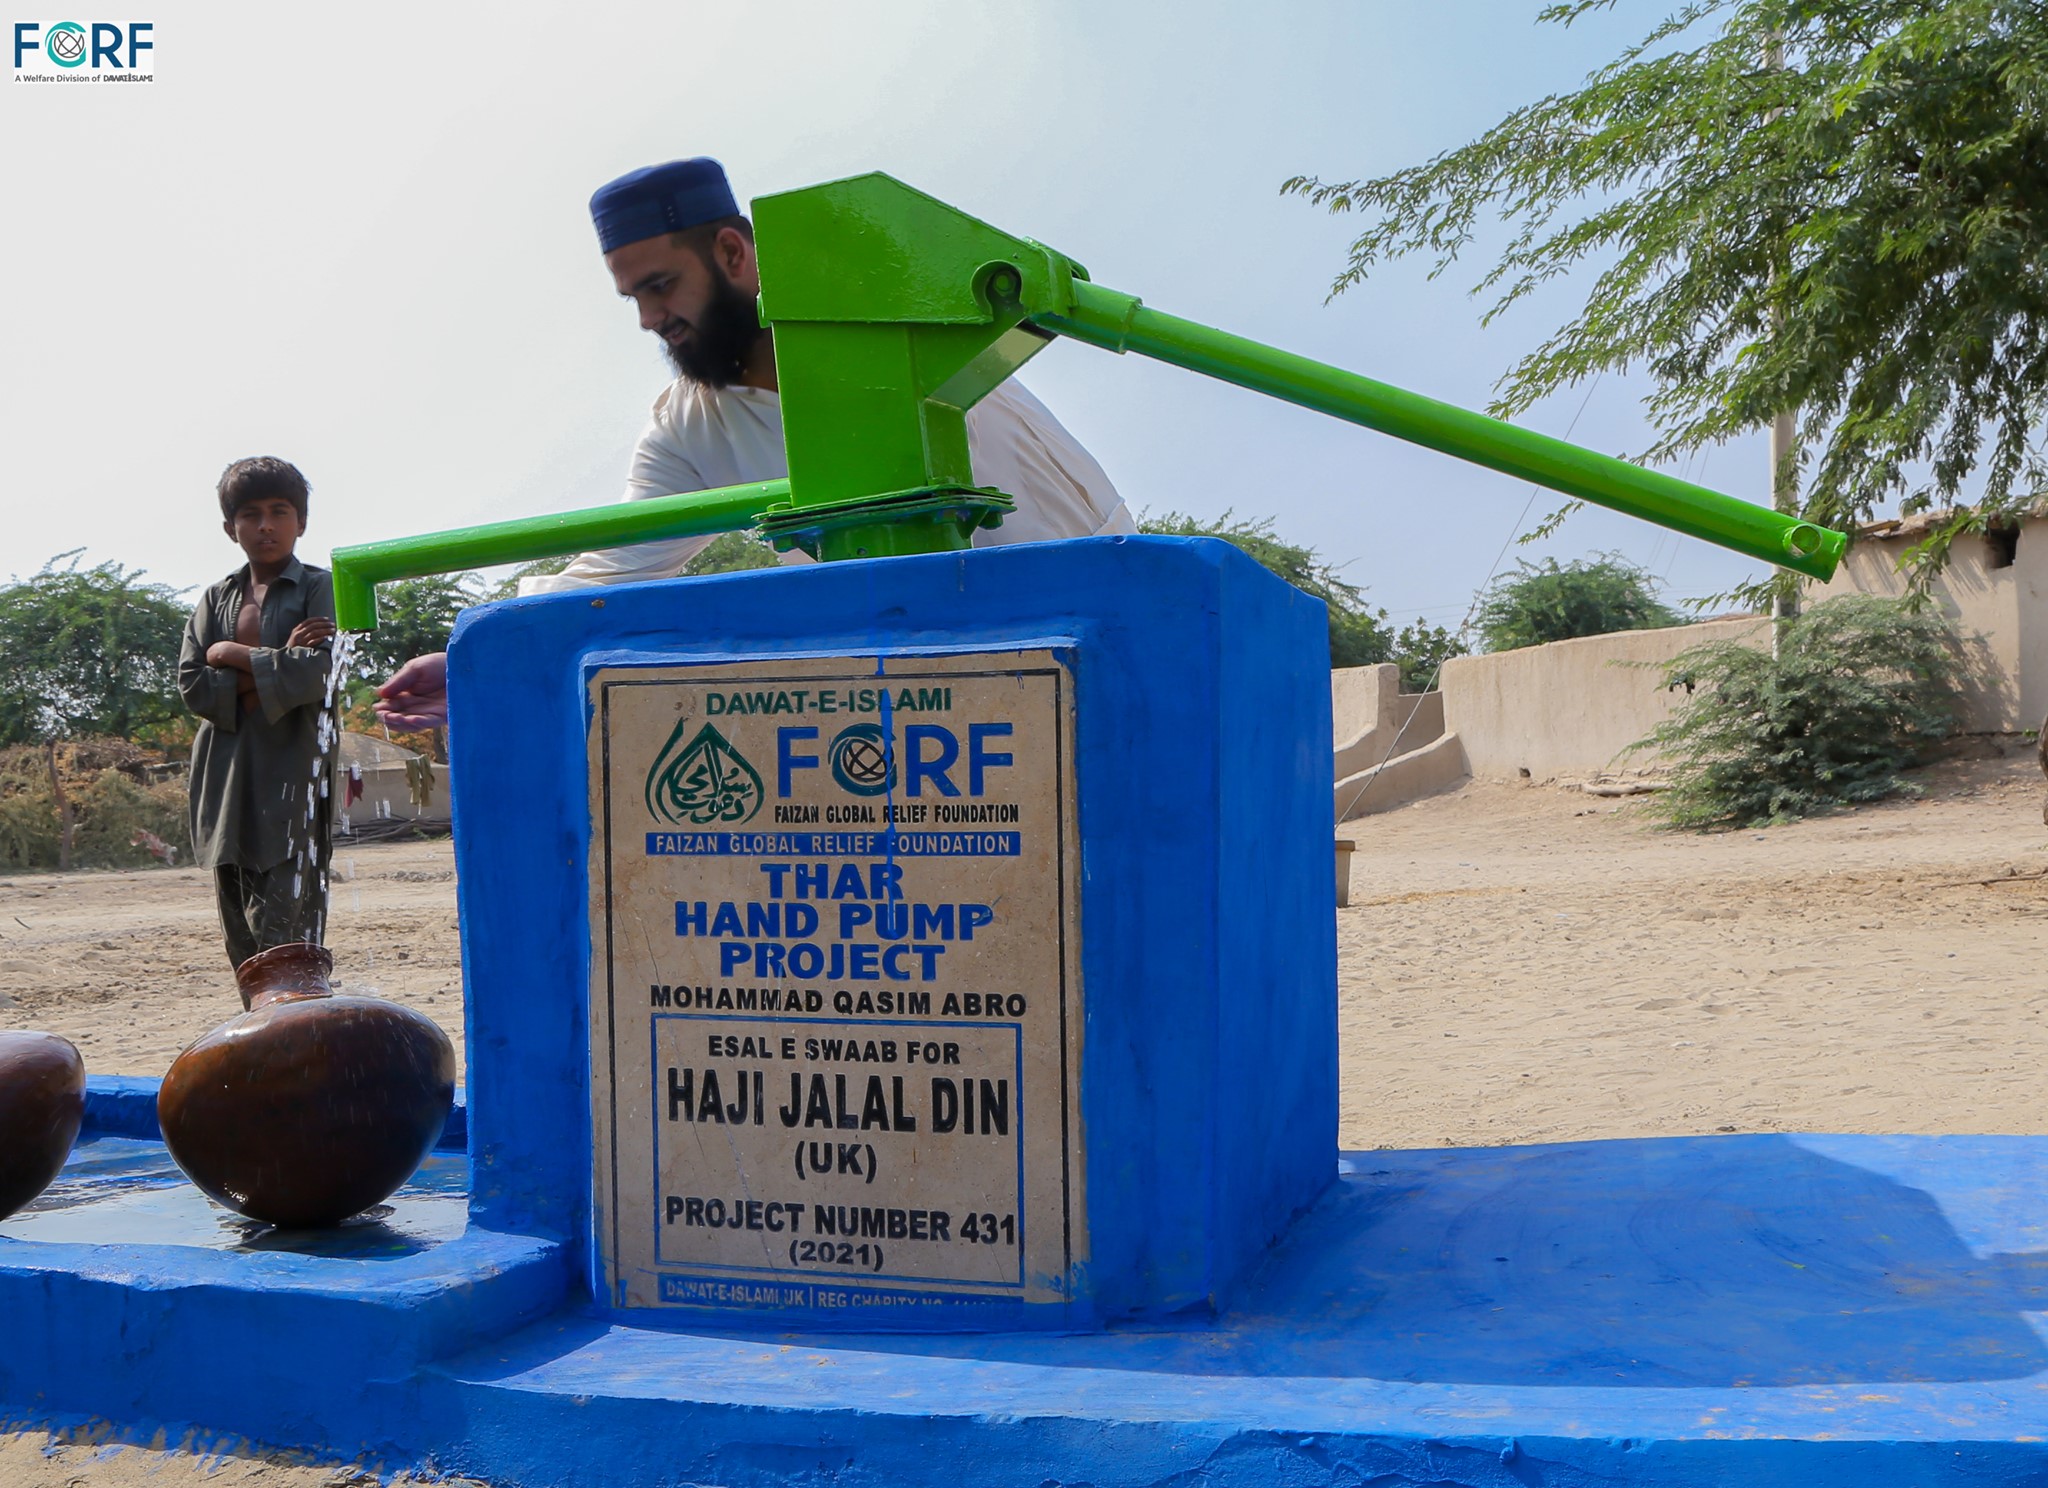 FGRF
A Welfare Division of DAWATEISLAMI
DAWAT-E-ISLAMI
دعوت اسلامی
FGRF
FAIZAN GLOBAL RELIEF FOUNDATION
FAIZAN GLOBAL RELIEF FOUNDATION
THAR
HAND PUMP
PROJECT
MOHAMMAD QASIM ABRO
ESAL E SWAAB FOR
HAJI JALAL DIN
(UK)
PROJECT NUMBER 431
(2021)
DAWAT-E-ISLAMI UK | REG CHARITY NO.